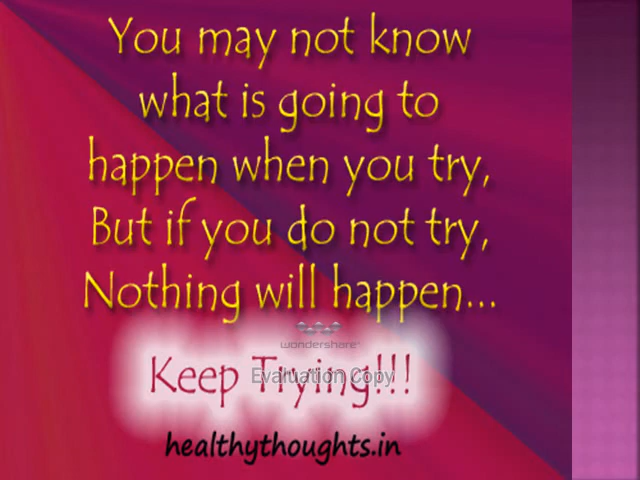 You may not know
what is going to
happen when you try,
But if you do not try,
Nothing will happen...
wondershare
Keep Trying!!!
Evaluation Copy
healthythoughts.in